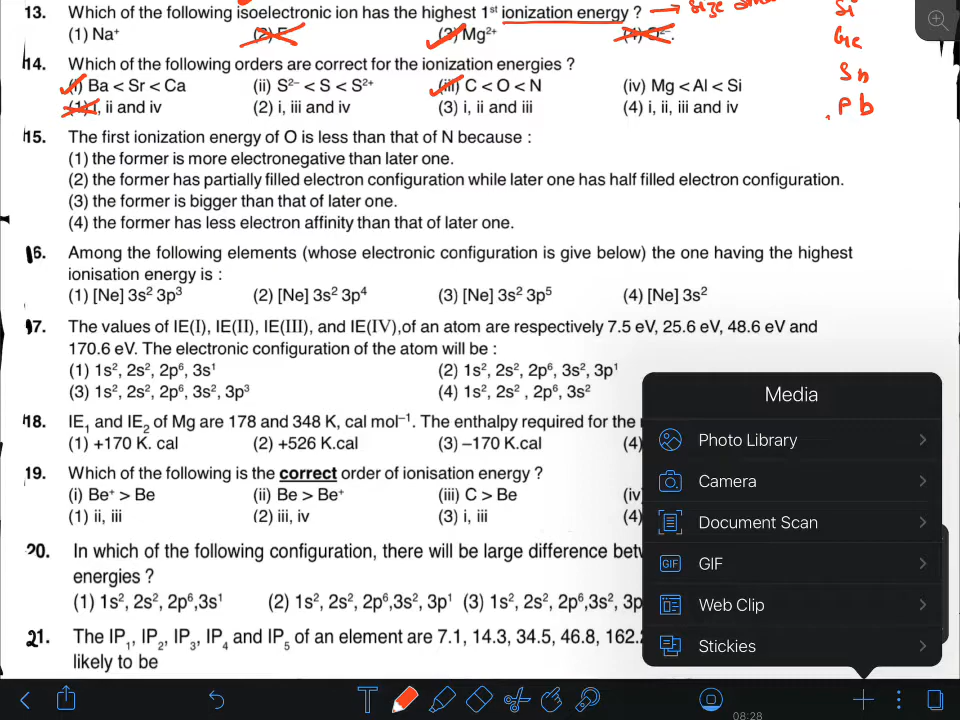 13. Which of the following isoelectronic ion has the highest 1st ionization energy ? → size
(1) Na⁺ (2) F⁻ (3) Mg²⁺ (4) O²⁻.
Si
Ge
Sn
Pb
14. Which of the following orders are correct for the ionization energies ?
(i) Ba < Sr < Ca (ii) S²⁻ < S < S²⁺ (iii) C < O < N (iv) Mg < Al < Si
(1) i, ii and iv (2) i, iii and iv (3) i, ii and iii (4) i, ii, iii and iv
15. The first ionization energy of O is less than that of N because :
(1) the former is more electronegative than later one.
(2) the former has partially filled electron configuration while later one has half filled electron configuration.
(3) the former is bigger than that of later one.
(4) the former has less electron affinity than that of later one.
16. Among the following elements (whose electronic configuration is give below) the one having the highest
ionisation energy is :
(1) [Ne] 3s² 3p³ (2) [Ne] 3s² 3p⁴ (3) [Ne] 3s² 3p⁵ (4) [Ne] 3s²
17. The values of IE(I), IE(II), IE(III), and IE(IV),of an atom are respectively 7.5 eV, 25.6 eV, 48.6 eV and
170.6 eV. The electronic configuration of the atom will be :
(1) 1s², 2s², 2p⁶, 3s¹ (2) 1s², 2s², 2p⁶, 3s², 3p¹
(3) 1s², 2s², 2p⁶, 3s², 3p³ (4) 1s², 2s² , 2p⁶, 3s²
18. IE₁ and IE₂ of Mg are 178 and 348 K, cal mol⁻¹. The enthalpy required for the
(1) +170 K. cal (2) +526 K.cal (3) –170 K.cal (4)
19. Which of the following is the correct order of ionisation energy ?
(i) Be⁺ > Be (ii) Be > Be⁺ (iii) C > Be (iv)
(1) ii, iii (2) iii, iv (3) i, iii (4)
20. In which of the following configuration, there will be large difference
energies ?
(1) 1s², 2s², 2p⁶,3s¹ (2) 1s², 2s², 2p⁶,3s², 3p¹ (3) 1s², 2s², 2p⁶,3s², 3p
21. The IP₁, IP₂, IP₃, IP₄ and IP₅ of an element are 7.1, 14.3, 34.5, 46.8, 162.2
likely to be
Media
Photo Library
Camera
Document Scan
GIF
Web Clip
Stickies
08:28